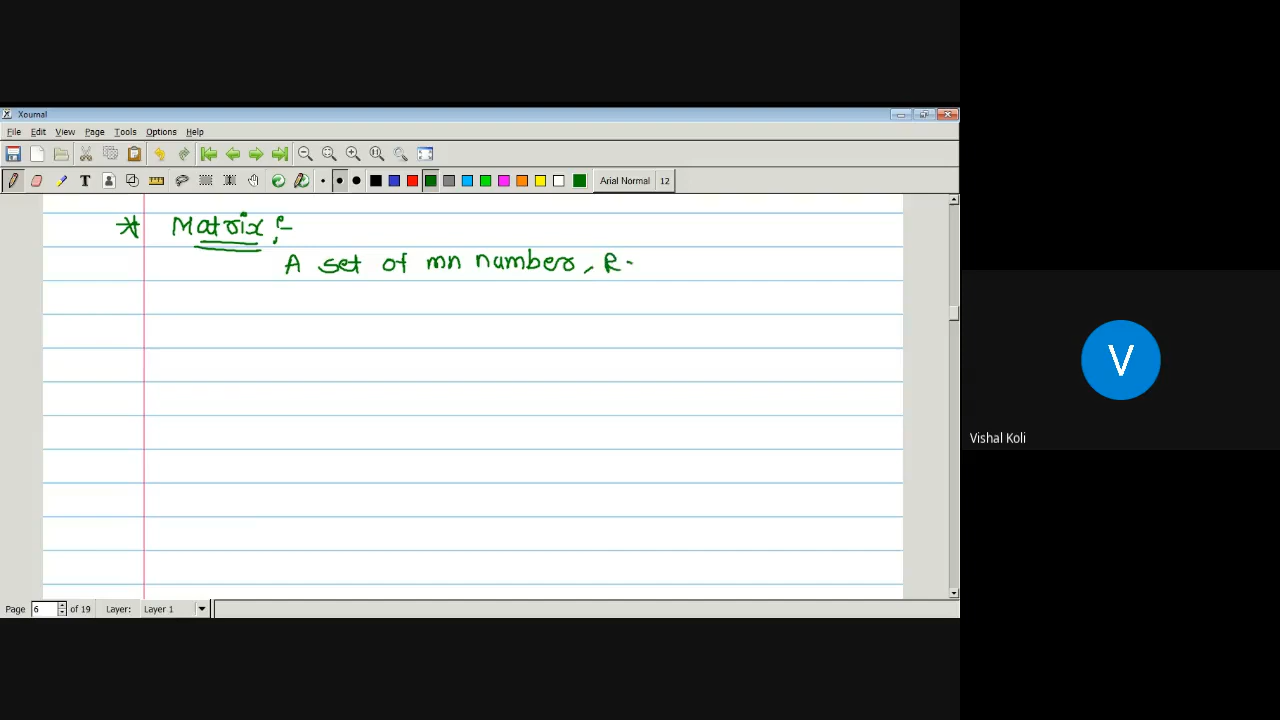 Xournal
File Edit View Page Tools Options Help
T Arial Normal 12
* Matrix :-
A set of mn numbers, R
V
Vishal Koli
Page 6 of 19 Layer: Layer 1